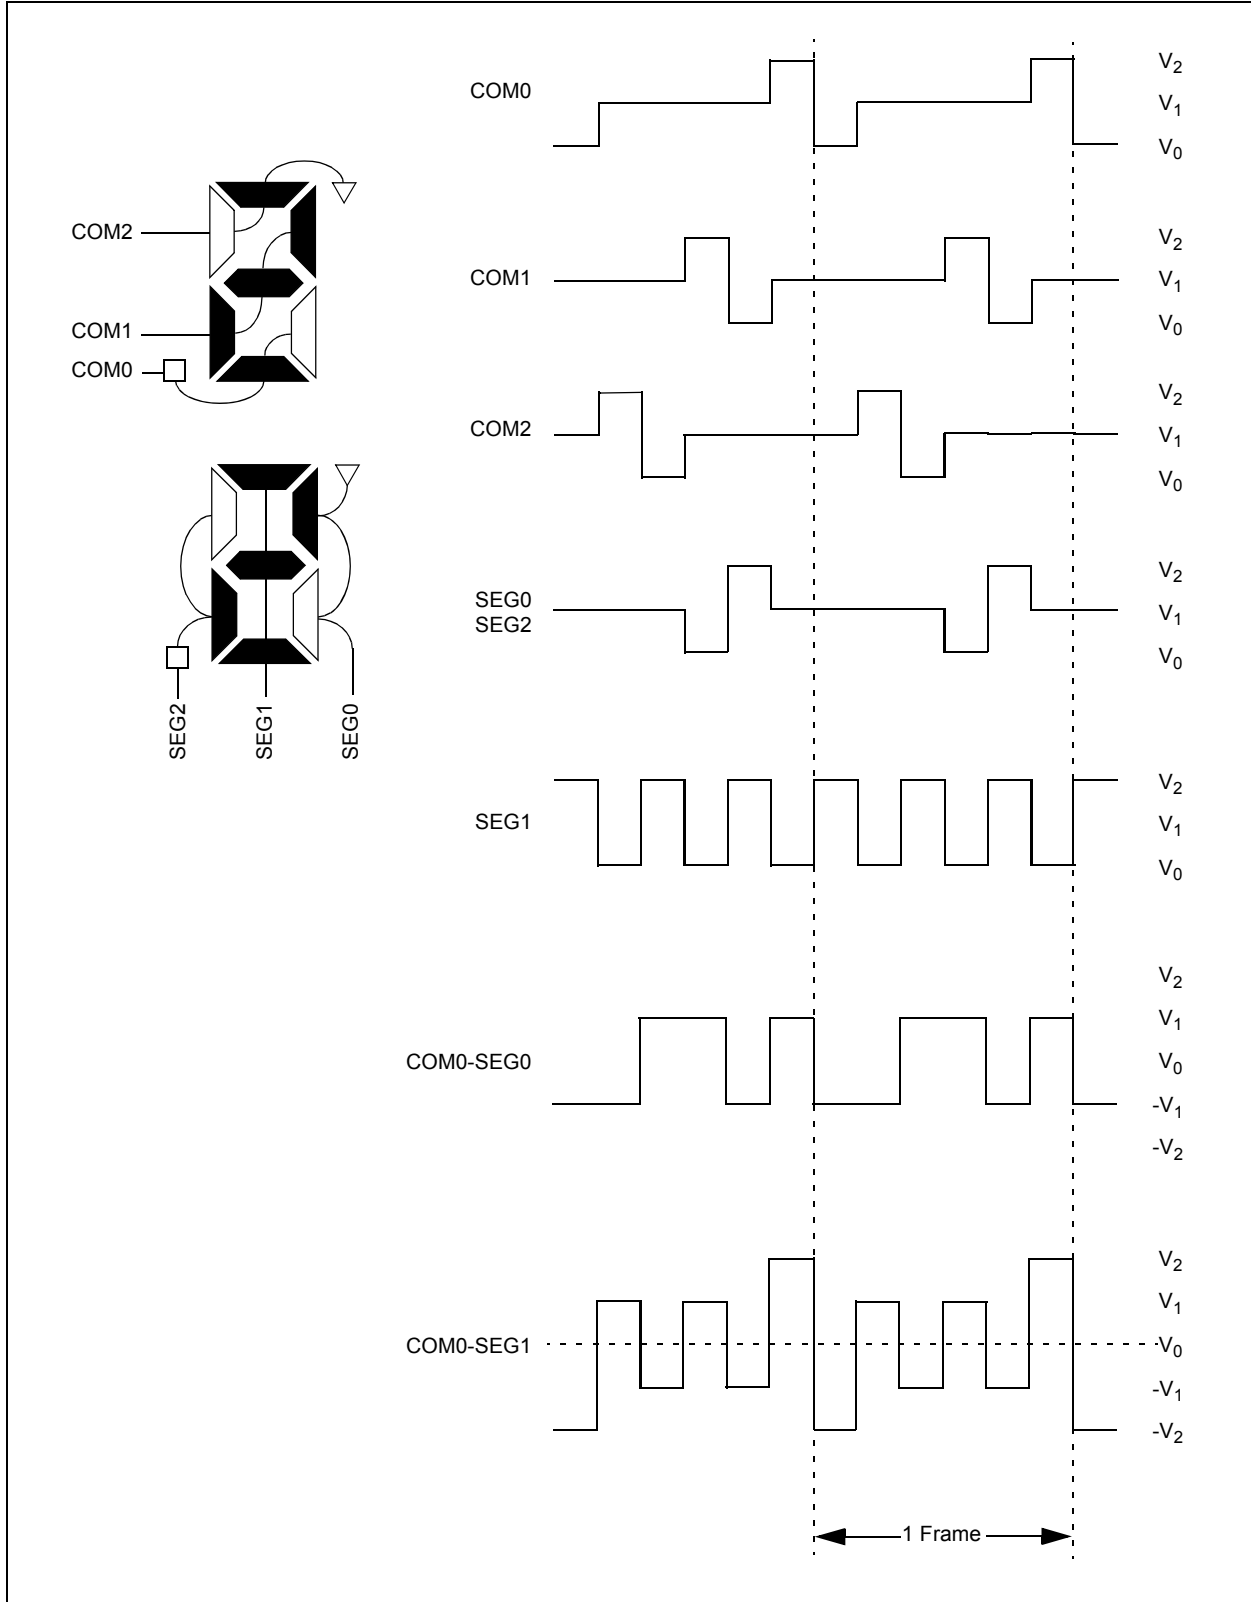 COM0
V2
V1
V0
COM2
COM1
COM0
COM1
V2
V1
V0
COM2
V2
V1
V0
SEG2
SEG1
SEG0
SEG0
SEG2
V2
V1
V0
SEG1
V2
V1
V0
COM0-SEG0
V2
V1
V0
-V1
-V2
COM0-SEG1
V2
V1
V0
-V1
-V2
1 Frame